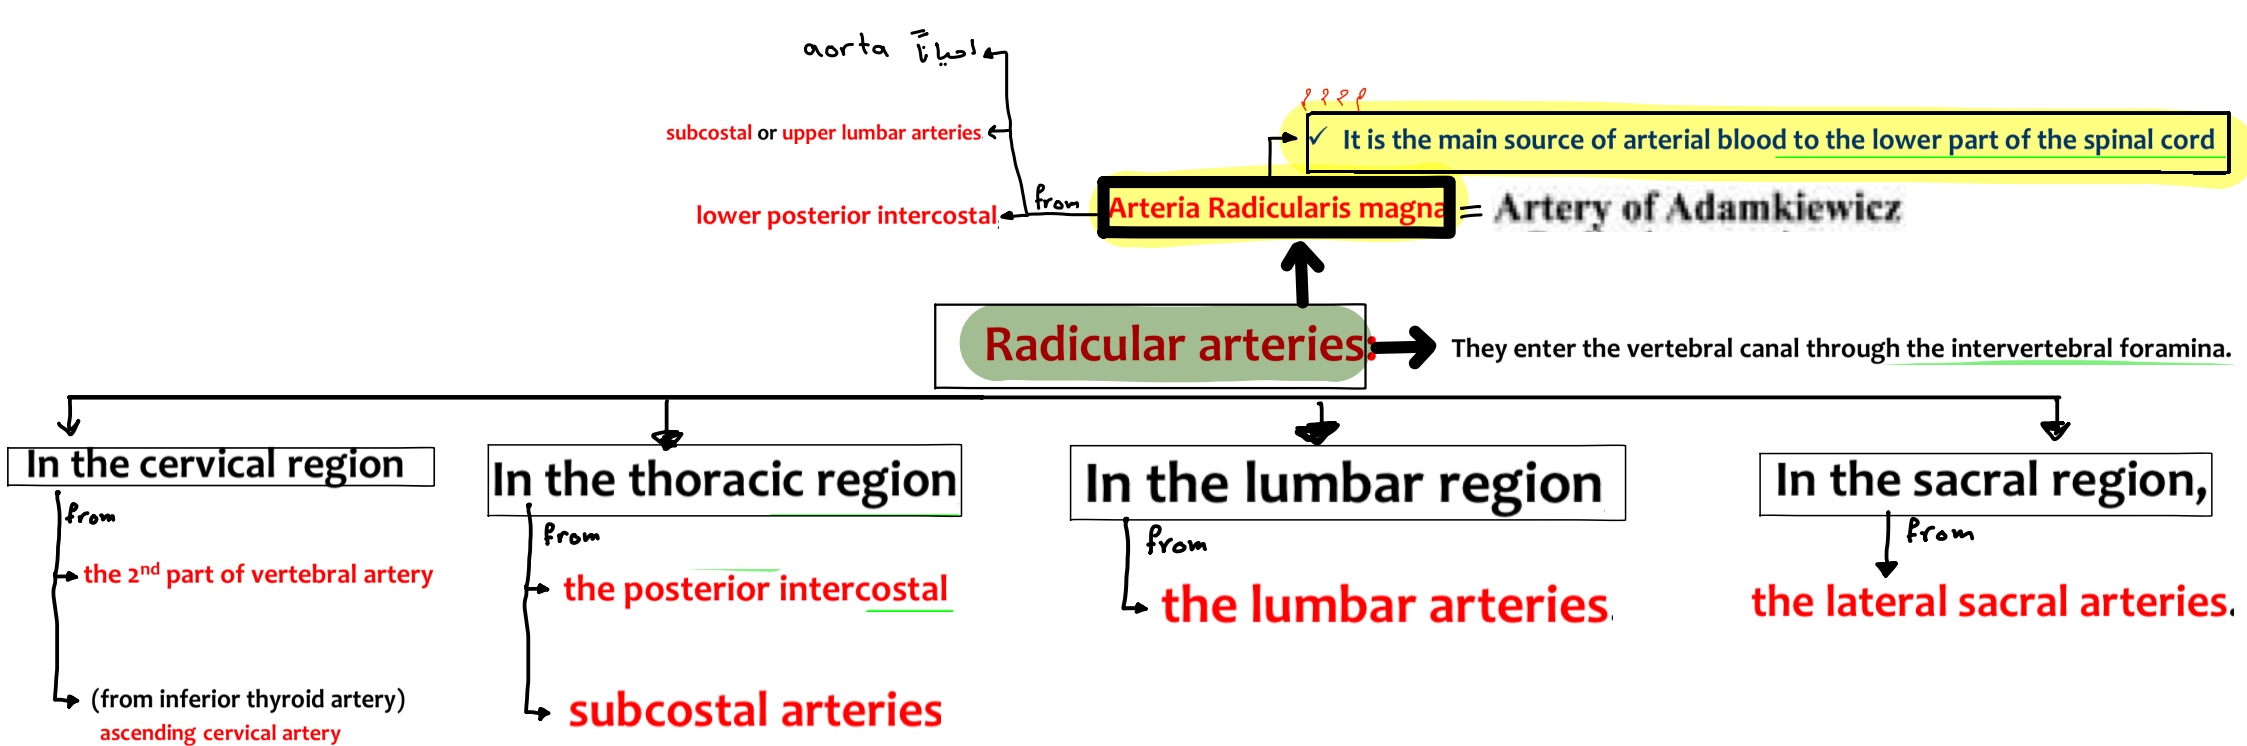 aorta احياناً
؟ ؟ ؟ ؟
✓ It is the main source of arterial blood to the lower part of the spinal cord
subcostal or upper lumbar arteries
from
Arteria Radicularis magna = Artery of Adamkiewicz
lower posterior intercostal
Radicular arteries:
They enter the vertebral canal through the intervertebral foramina.
In the cervical region
from
the 2nd part of vertebral artery
(from inferior thyroid artery)
ascending cervical artery
In the thoracic region
from
the posterior intercostal
subcostal arteries
In the lumbar region
from
the lumbar arteries.
In the sacral region,
from
the lateral sacral arteries.